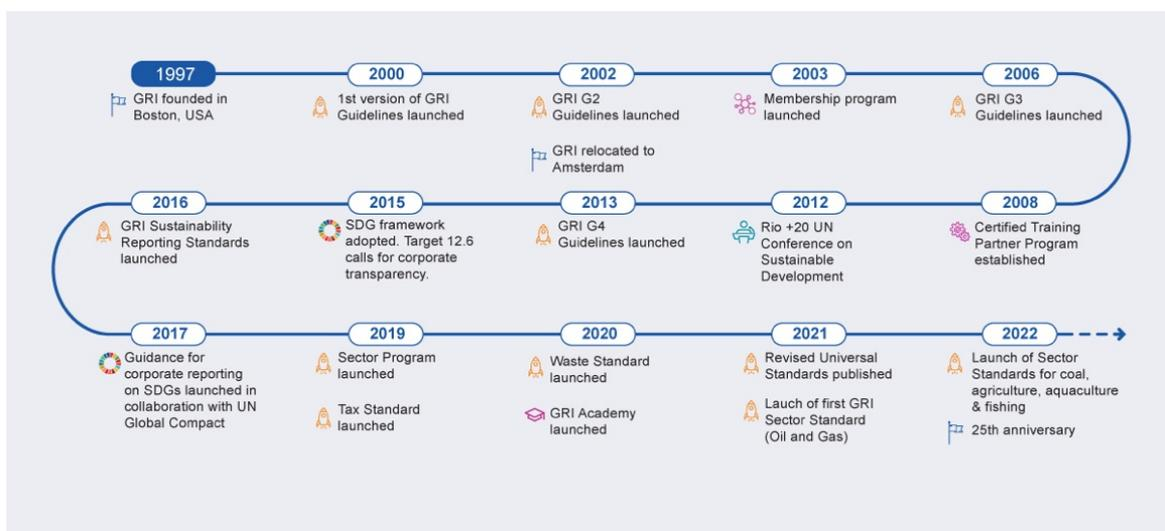 1997
GRI founded in
Boston, USA
2000
1st version of GRI
Guidelines launched
2002
GRI G2
Guidelines launched
GRI relocated to
Amsterdam
2003
Membership program
launched
2006
GRI G3
Guidelines launched
2016
GRI Sustainability
Reporting Standards
launched
2015
SDG framework
adopted. Target 12.6
calls for corporate
transparency.
2013
GRI G4
Guidelines launched
2012
Rio +20 UN
Conference on
Sustainable
Development
2008
Certified Training
Partner Program
established
2017
Guidance for
corporate reporting
on SDGs launched in
collaboration with UN
Global Compact
2019
Sector Program
launched
Tax Standard
launched
2020
Waste Standard
launched
GRI Academy
launched
2021
Revised Universal
Standards published
Lauch of first GRI
Sector Standard
(Oil and Gas)
2022
Launch of Sector
Standards for coal,
agriculture, aquaculture
& fishing
25th anniversary